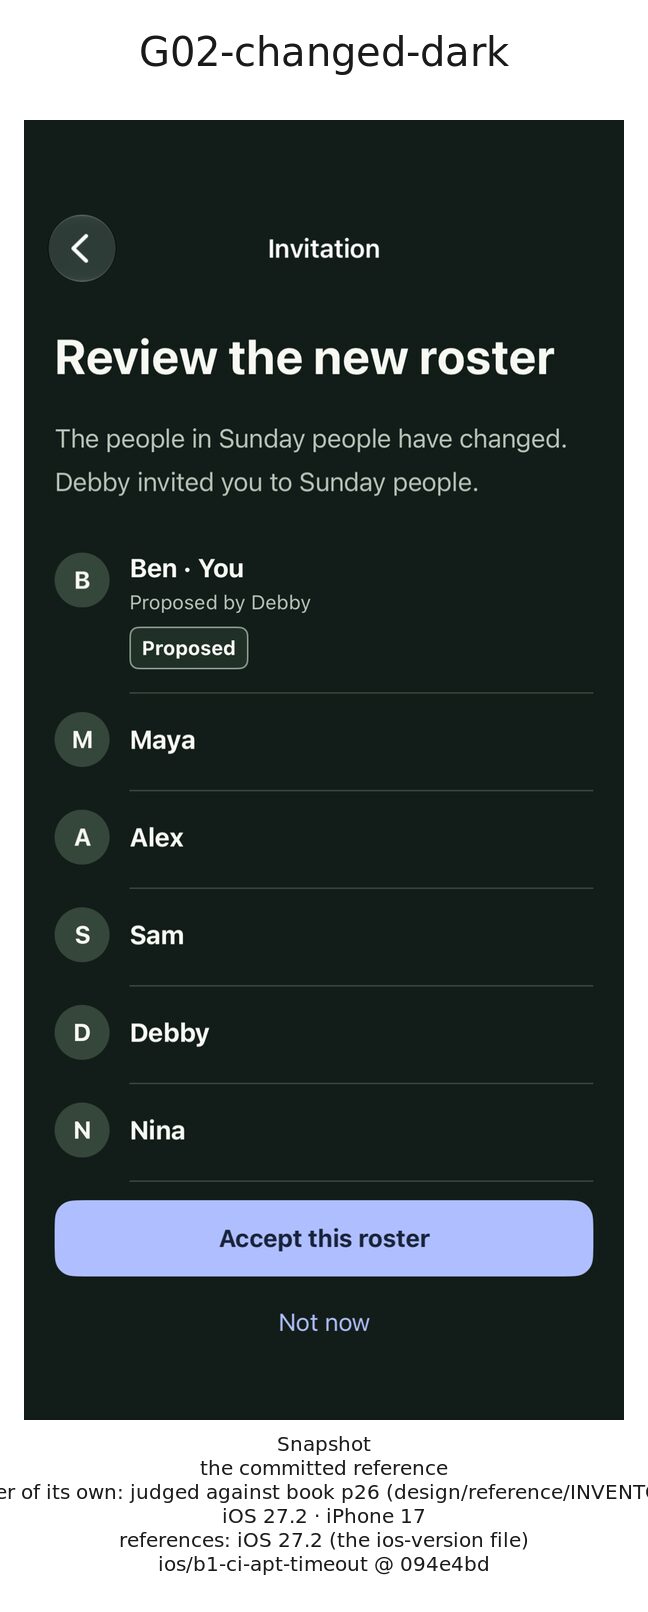 G02-changed-dark
Invitation
Review the new roster
The people in Sunday people have changed.
Debby invited you to Sunday people.
B
Ben · You
Proposed by Debby
Proposed
M
Maya
A
Alex
S
Sam
D
Debby
N
Nina
Accept this roster
Not now
Snapshot
the committed reference
of its own: judged against book p26 (design/reference/
iOS 27.2 · iPhone 17
references: iOS 27.2 (the ios-version file)
ios/b1-ci-apt-timeout @ 094e4bd